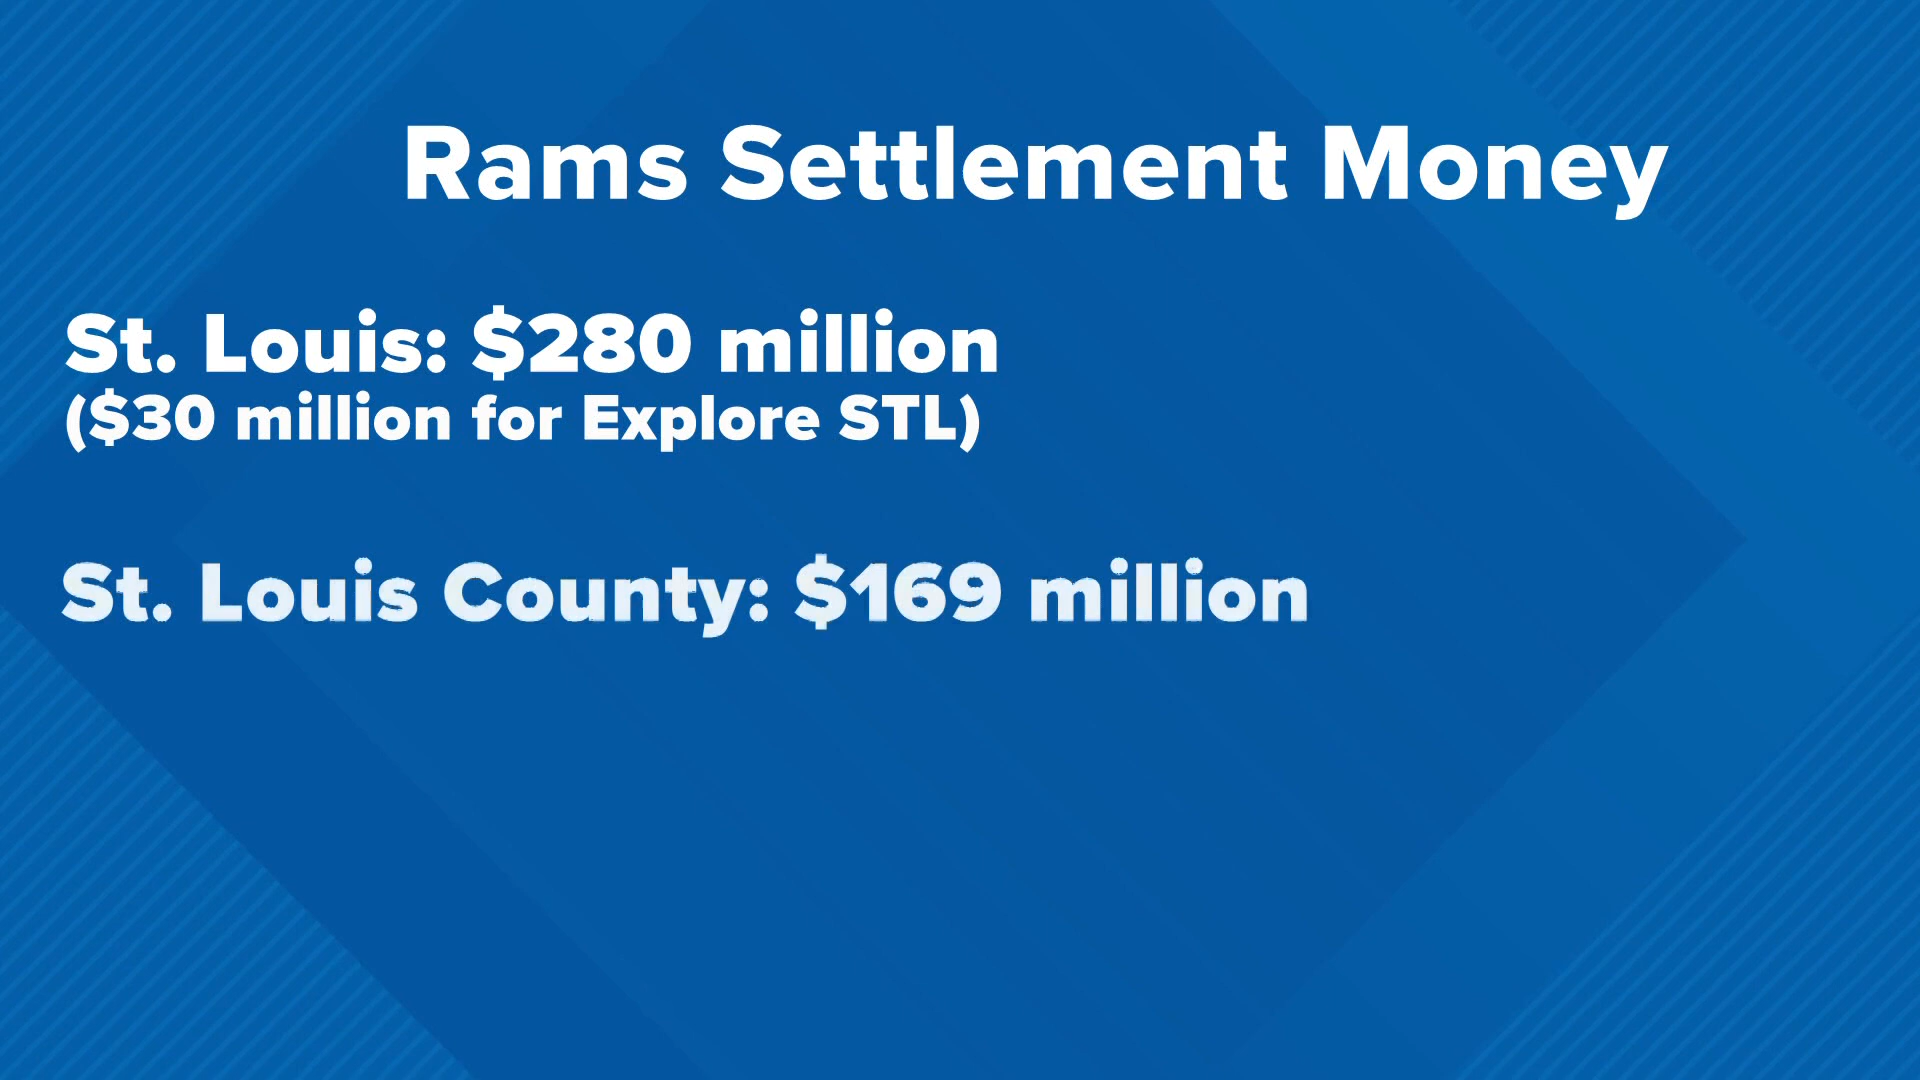 Rams Settlement Money
St. Louis: $280 million
($30 million for Explore STL)
St. Louis County: $169 million